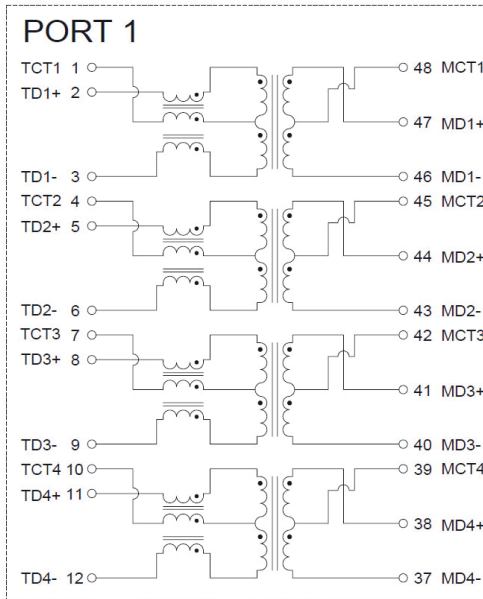 PORT 1
TCT1 1 48 MCT1
TD1+ 2
47 MD1+
TD1- 3 46 MD1-
TCT2 4 45 MCT2
TD2+ 5
44 MD2+
TD2- 6 43 MD2-
TCT3 7 42 MCT3
TD3+ 8
41 MD3+
TD3- 9 40 MD3-
TCT4 10 39 MCT4
TD4+ 11
38 MD4+
TD4- 12 37 MD4-